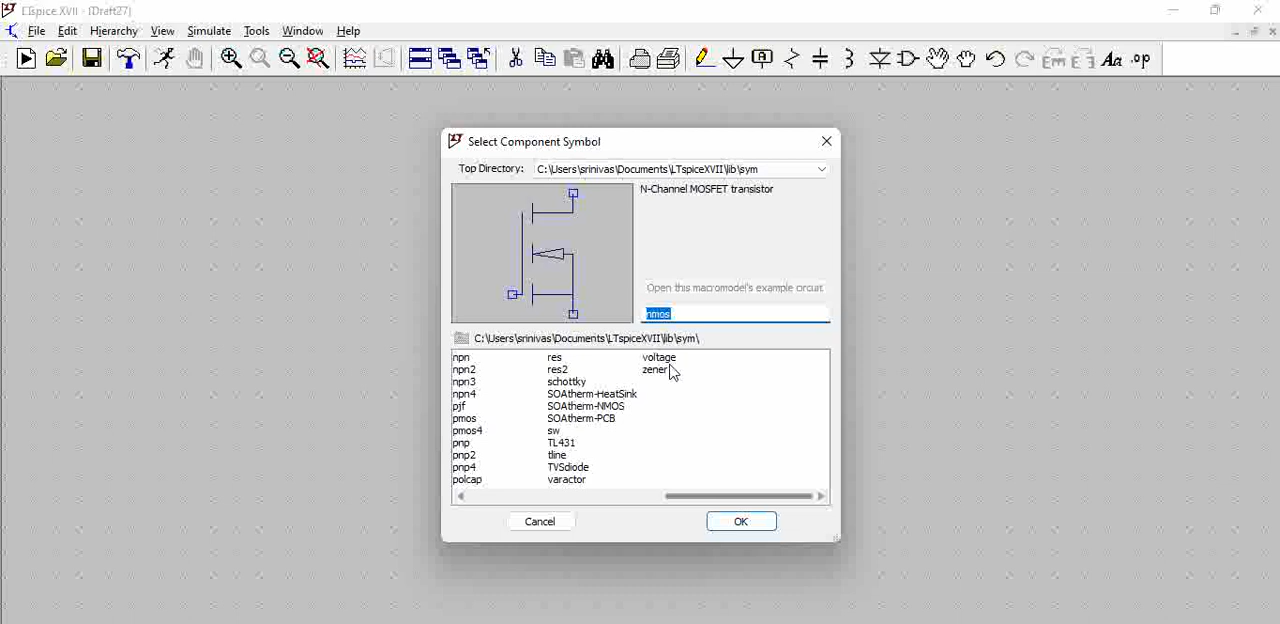 LTspice XVII - [Draft27]
File Edit Hierarchy View Simulate Tools Window Help
Aa .op
Select Component Symbol
Top Directory: C:\Users\srinivas\Documents\LTspiceXVII\lib\sym
N-Channel MOSFET transistor
Open this macromodel's example circuit
nmos
C:\Users\srinivas\Documents\LTspiceXVII\lib\sym\
npn res voltage
npn2 res2 zener
npn3 schottky
npn4 SOAtherm-HeatSink
pjf SOAtherm-NMOS
pmos SOAtherm-PCB
pmos4 sw
pnp TL431
pnp2 tline
pnp4 TVSdiode
polcap varactor
Cancel OK